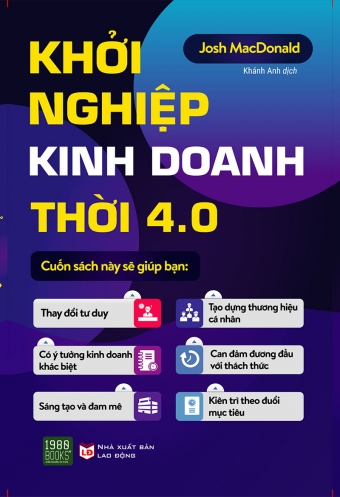 Josh MacDonald
Khánh Anh dịch
KHỞI
NGHIỆP
KINH DOANH
THỜI 4.0
Cuốn sách này sẽ giúp bạn:
Thay đổi tư duy
Tạo dựng thương hiệu
cá nhân
Có ý tưởng kinh doanh
khác biệt
Can đảm đương đầu
với thách thức
Sáng tạo và đam mê
Kiên trì theo đuổi
mục tiêu
1980
BOOKS
LĐ
NHÀ XUẤT BẢN
LAO ĐỘNG